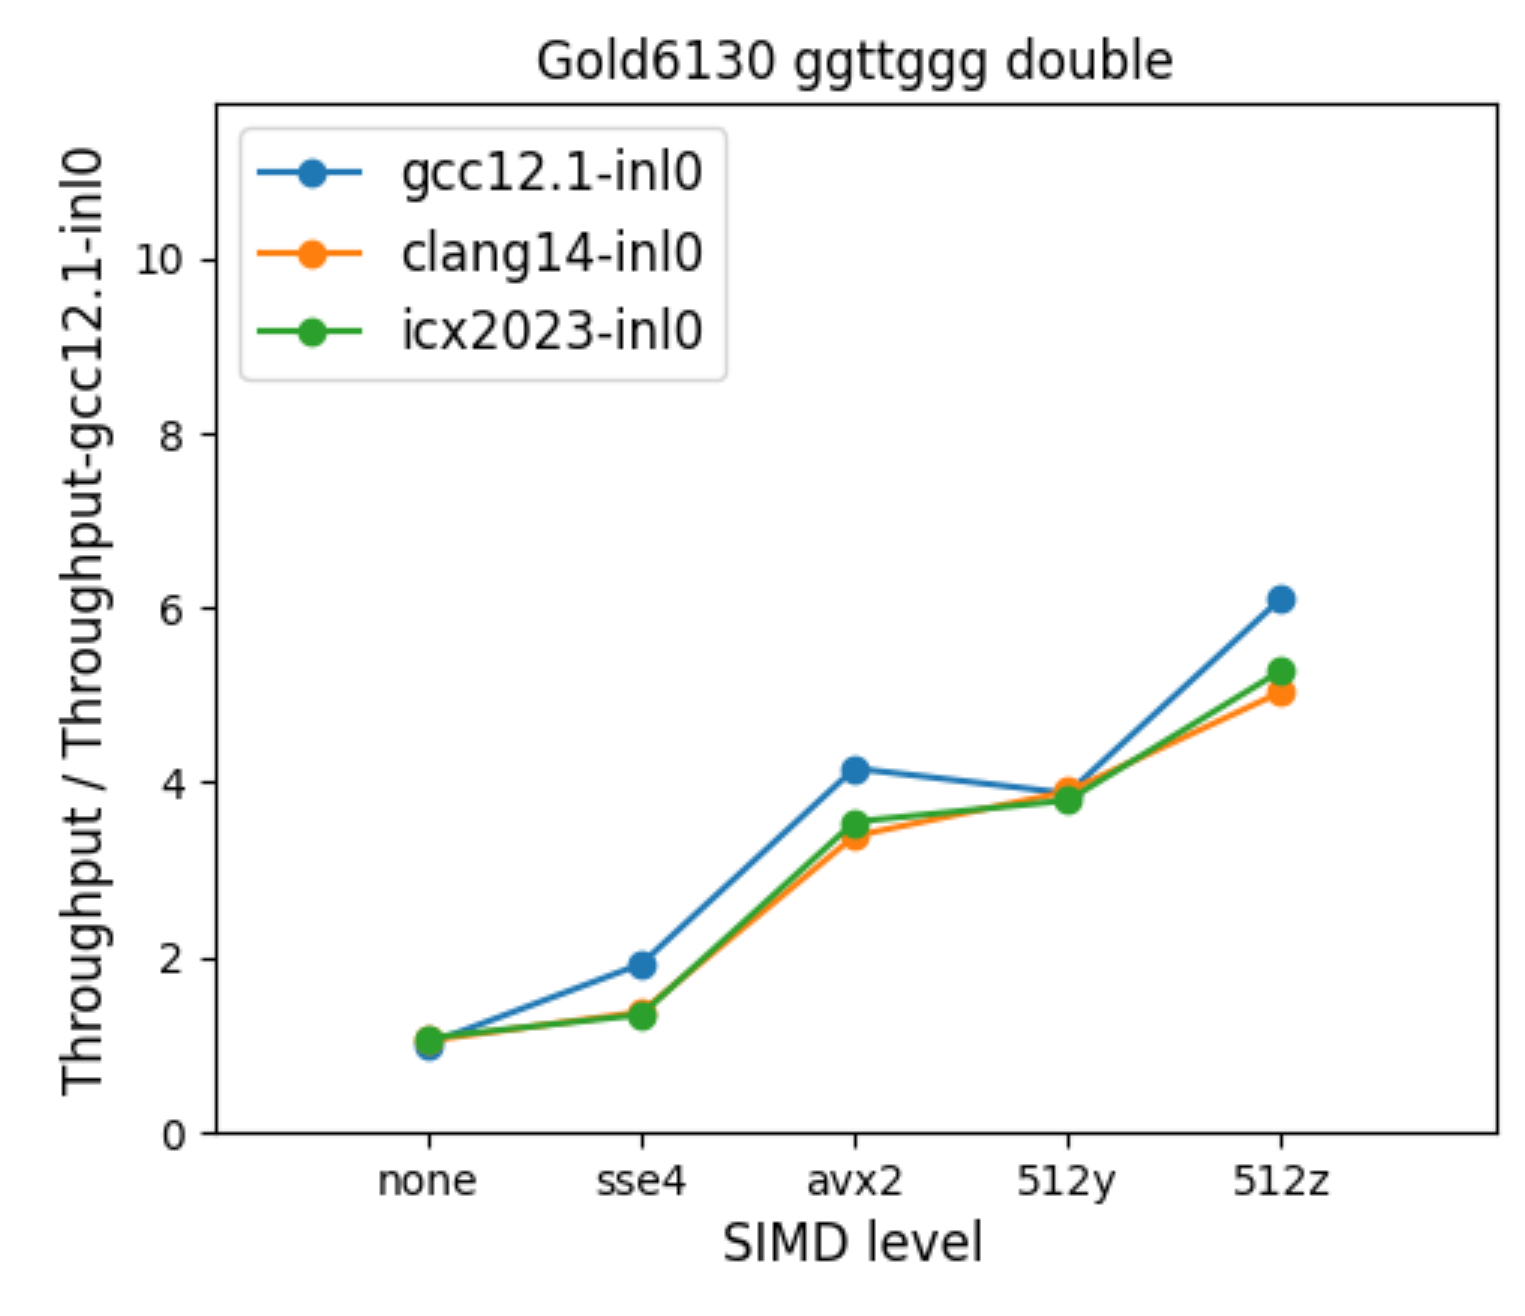 Gold6130 ggttggg double
gcc12.1-inl0
clang14-inl0
icx2023-inl0
Throughput / Throughput-gcc12.1-inl0
10
8
6
4
2
0
none sse4 avx2 512y 512z
SIMD level